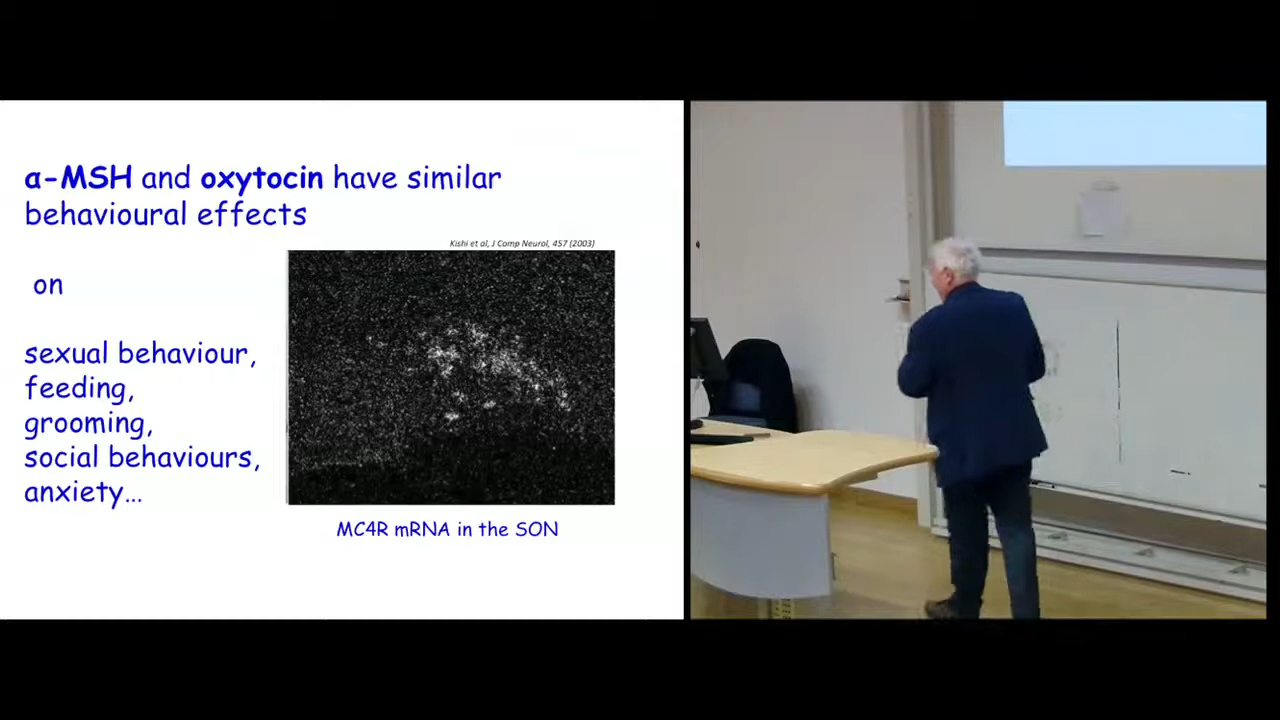 α-MSH and oxytocin have similar
behavioural effects
Kishi et al, J Comp Neurol, 457 (2003)
on
sexual behaviour,
feeding,
grooming,
social behaviours,
anxiety...
MC4R mRNA in the SON